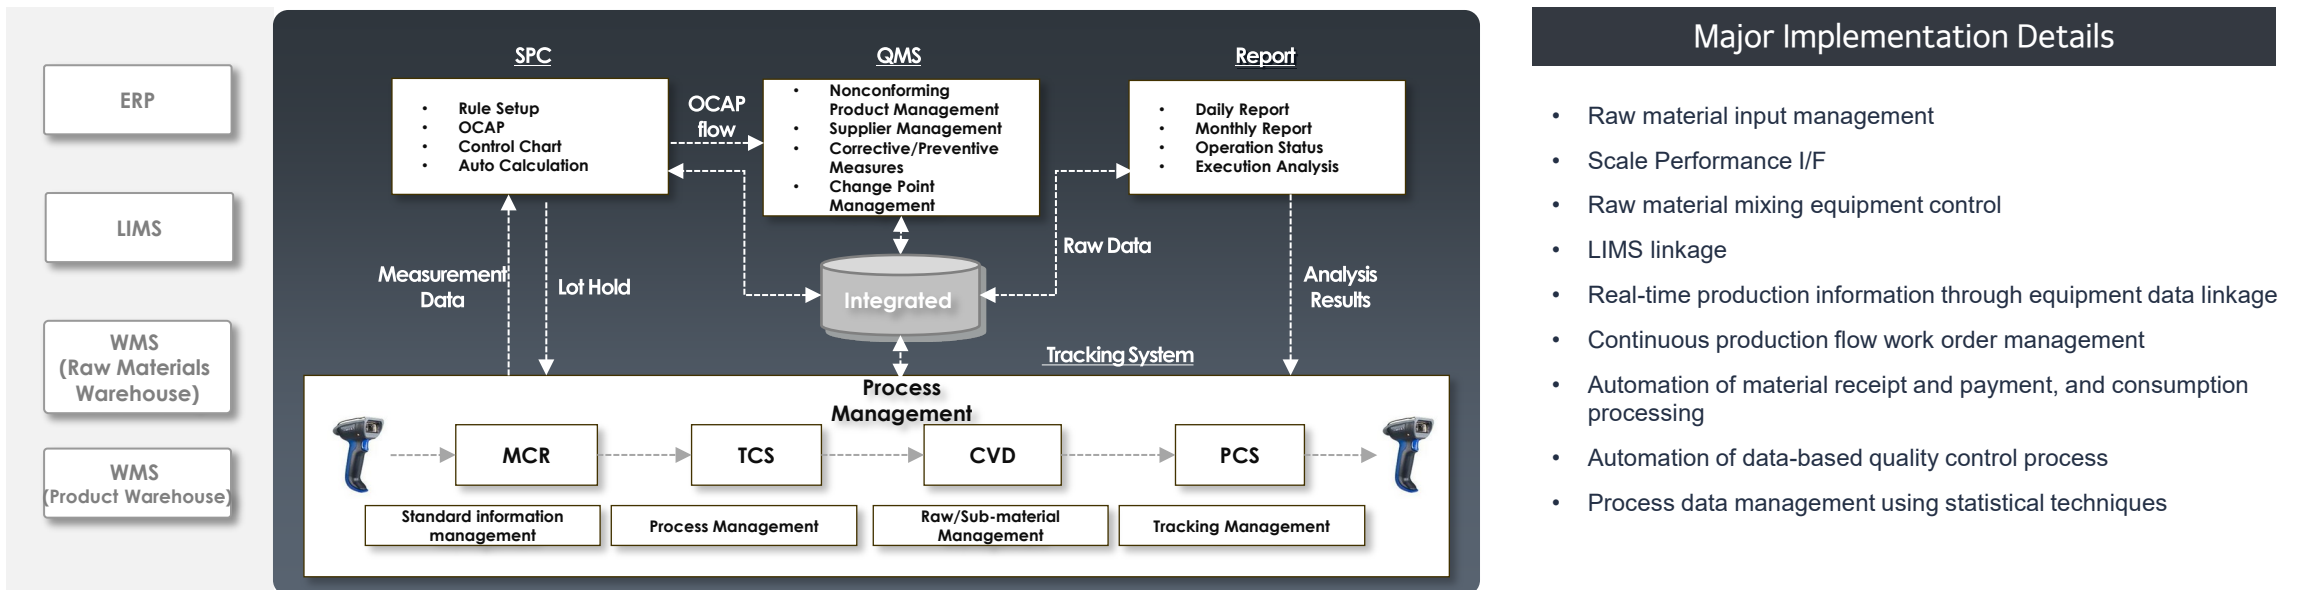 ERP
LIMS
WMS
(Raw Materials
Warehouse)
WMS
(Product Warehouse)
SPC
• Rule Setup
• OCAP
• Control Chart
• Auto Calculation
OCAP
flow
QMS
• Nonconforming
Product Management
• Supplier Management
• Corrective/Preventive
Measures
• Change Point
Management
Report
• Daily Report
• Monthly Report
• Operation Status
• Execution Analysis
Measurement
Data
Lot Hold
Integrated
Raw Data
Analysis
Results
Tracking System
Process
Management
MCR
TCS
CVD
PCS
Standard information
management
Process Management
Raw/Sub-material
Management
Tracking Management
Major Implementation Details
• Raw material input management
• Scale Performance I/F
• Raw material mixing equipment control
• LIMS linkage
• Real-time production information through equipment data linkage
• Continuous production flow work order management
• Automation of material receipt and payment, and consumption
processing
• Automation of data-based quality control process
• Process data management using statistical techniques